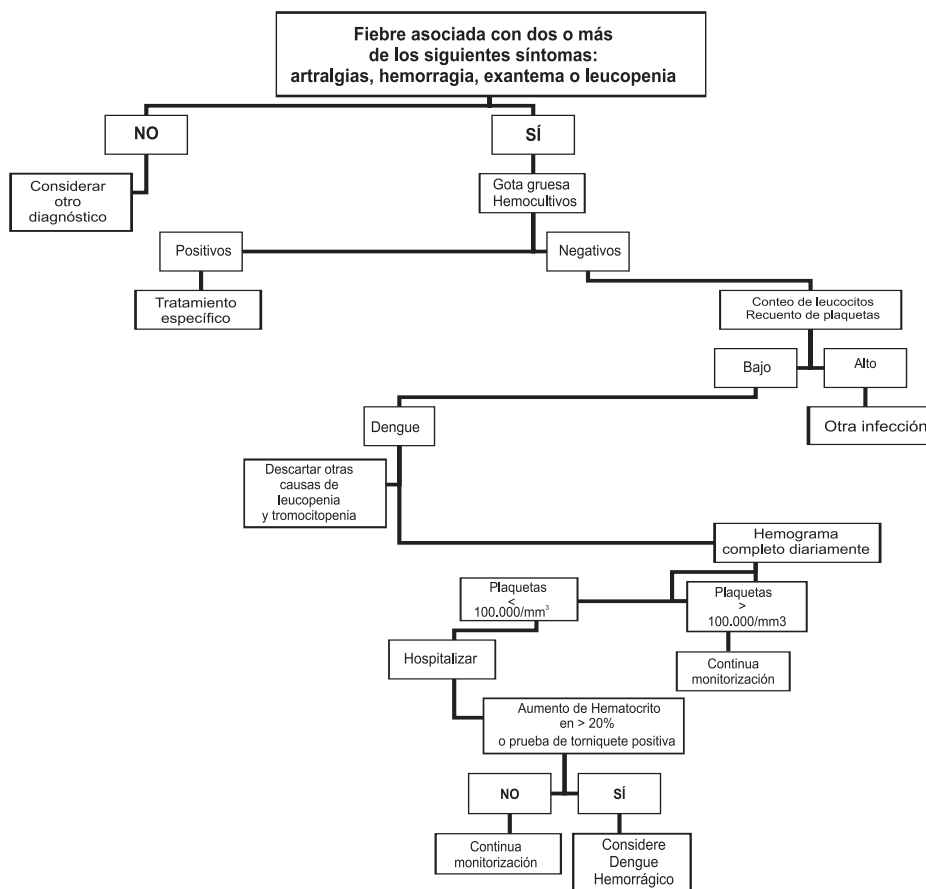 Fiebre asociada con dos o más
de los siguientes síntomas:
artralgias, hemorragia, exantema o leucopenia
NO
SÍ
Considerar
otro
diagnóstico
Gota gruesa
Hemocultivos
Positivos
Negativos
Tratamiento
específico
Conteo de leucocitos
Recuento de plaquetas
Bajo
Alto
Dengue
Otra infección
Descartar otras
causas de
leucopenia
y tromocitopenia
Hemograma
completo diariamente
Plaquetas
<
100.000/mm³
Plaquetas
>
100.000/mm3
Hospitalizar
Continua
monitorización
Aumento de Hematocrito
en > 20%
o prueba de torniquete positiva
NO
SÍ
Continua
monitorización
Considere
Dengue
Hemorrágico